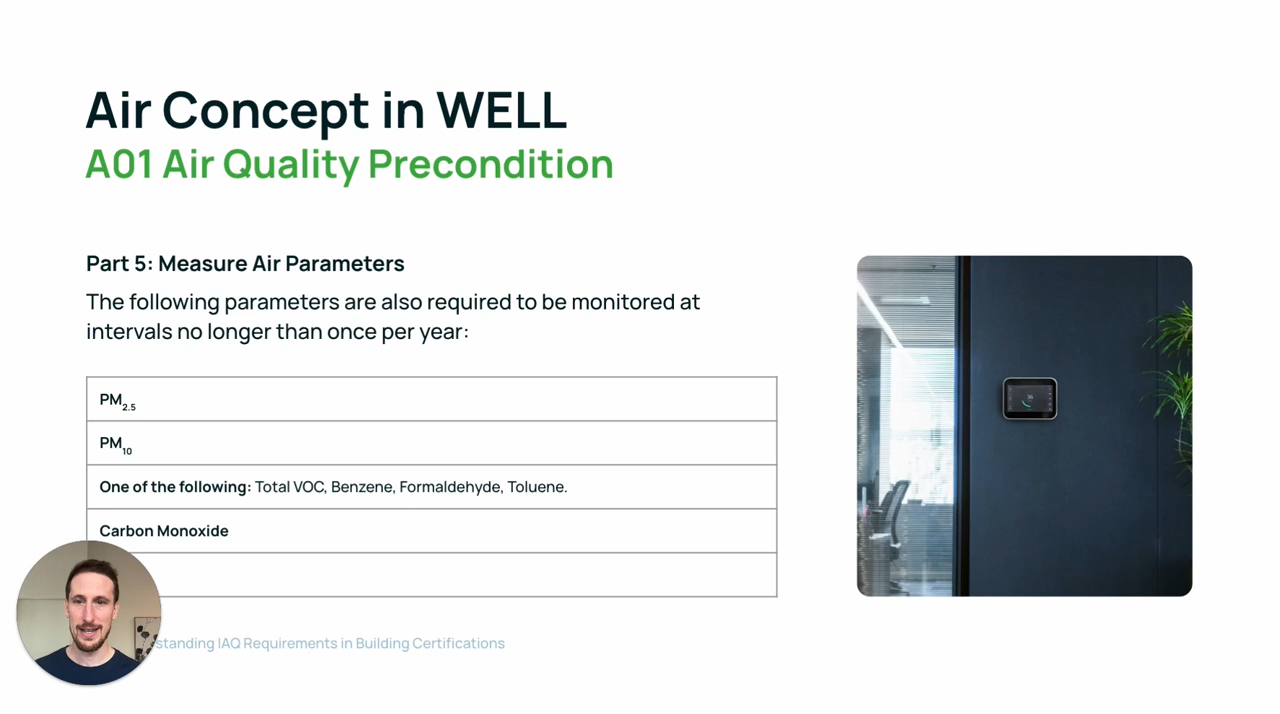 Air Concept in WELL
A01 Air Quality Precondition
Part 5: Measure Air Parameters
The following parameters are also required to be monitored at
intervals no longer than once per year:
PM2.5
PM10
One of the following: Total VOC, Benzene, Formaldehyde, Toluene.
Carbon Monoxide
IAQ Requirements in Building Certifications